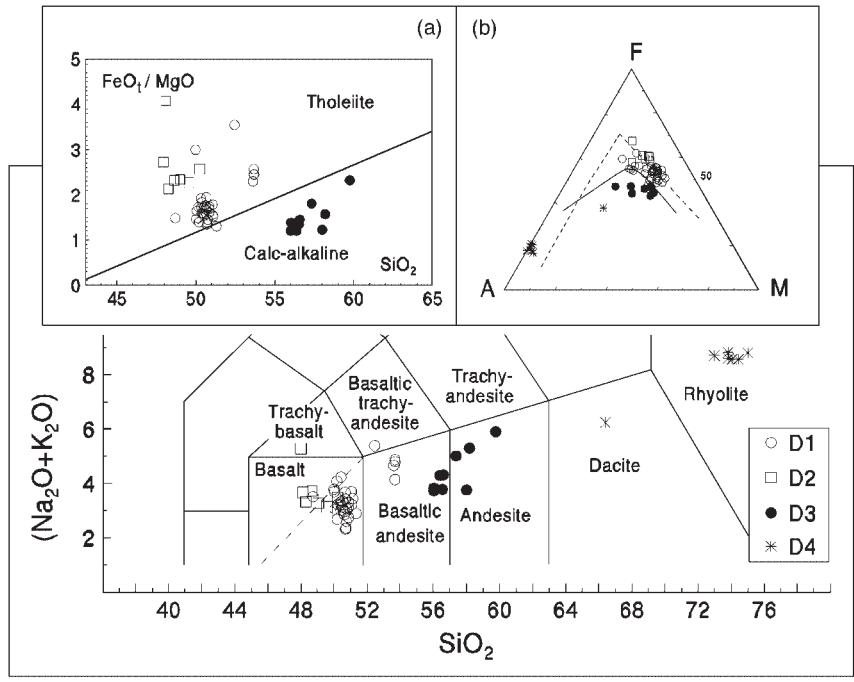 (a)
5
FeOt / MgO
4
Tholeiite
3
2
1
Calc-alkaline
SiO2
0
45 50 55 60 65
(b)
F
50
A
M
8
6
4
2
(Na2O+K2O)
Trachy-
basalt
Basaltic
trachy-
andesite
Trachy-
andesite
Rhyolite
Basalt
Dacite
Basaltic
andesite
Andesite
D1
D2
D3
D4
40 44 48 52 56 60 64 68 72 76
SiO2